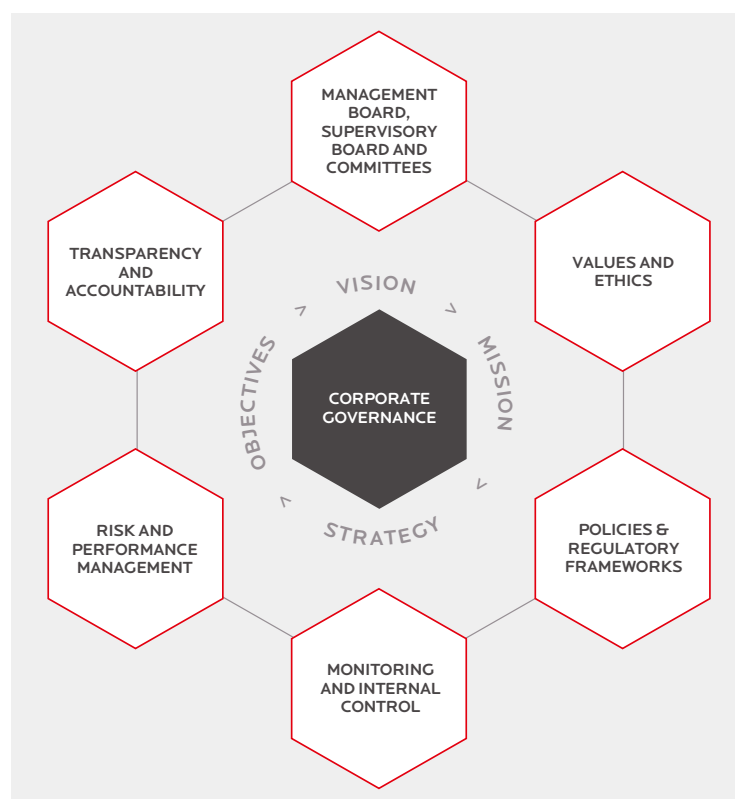 MANAGEMENT
BOARD,
SUPERVISORY
BOARD AND
COMMITTEES
TRANSPARENCY
AND
ACCOUNTABILITY
VALUES AND
ETHICS
VISION
MISSION
STRATEGY
OBJECTIVES
CORPORATE
GOVERNANCE
RISK AND
PERFORMANCE
MANAGEMENT
POLICIES &
REGULATORY
FRAMEWORKS
MONITORING
AND INTERNAL
CONTROL